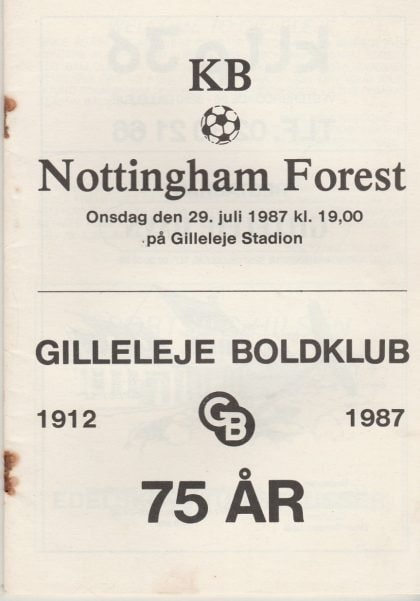 KB
Nottingham Forest
Onsdag den 29. juli 1987 kl. 19,00
på Gilleleje Stadion
GILLELEJE BOLDKLUB
1912 GB 1987
75 ÅR